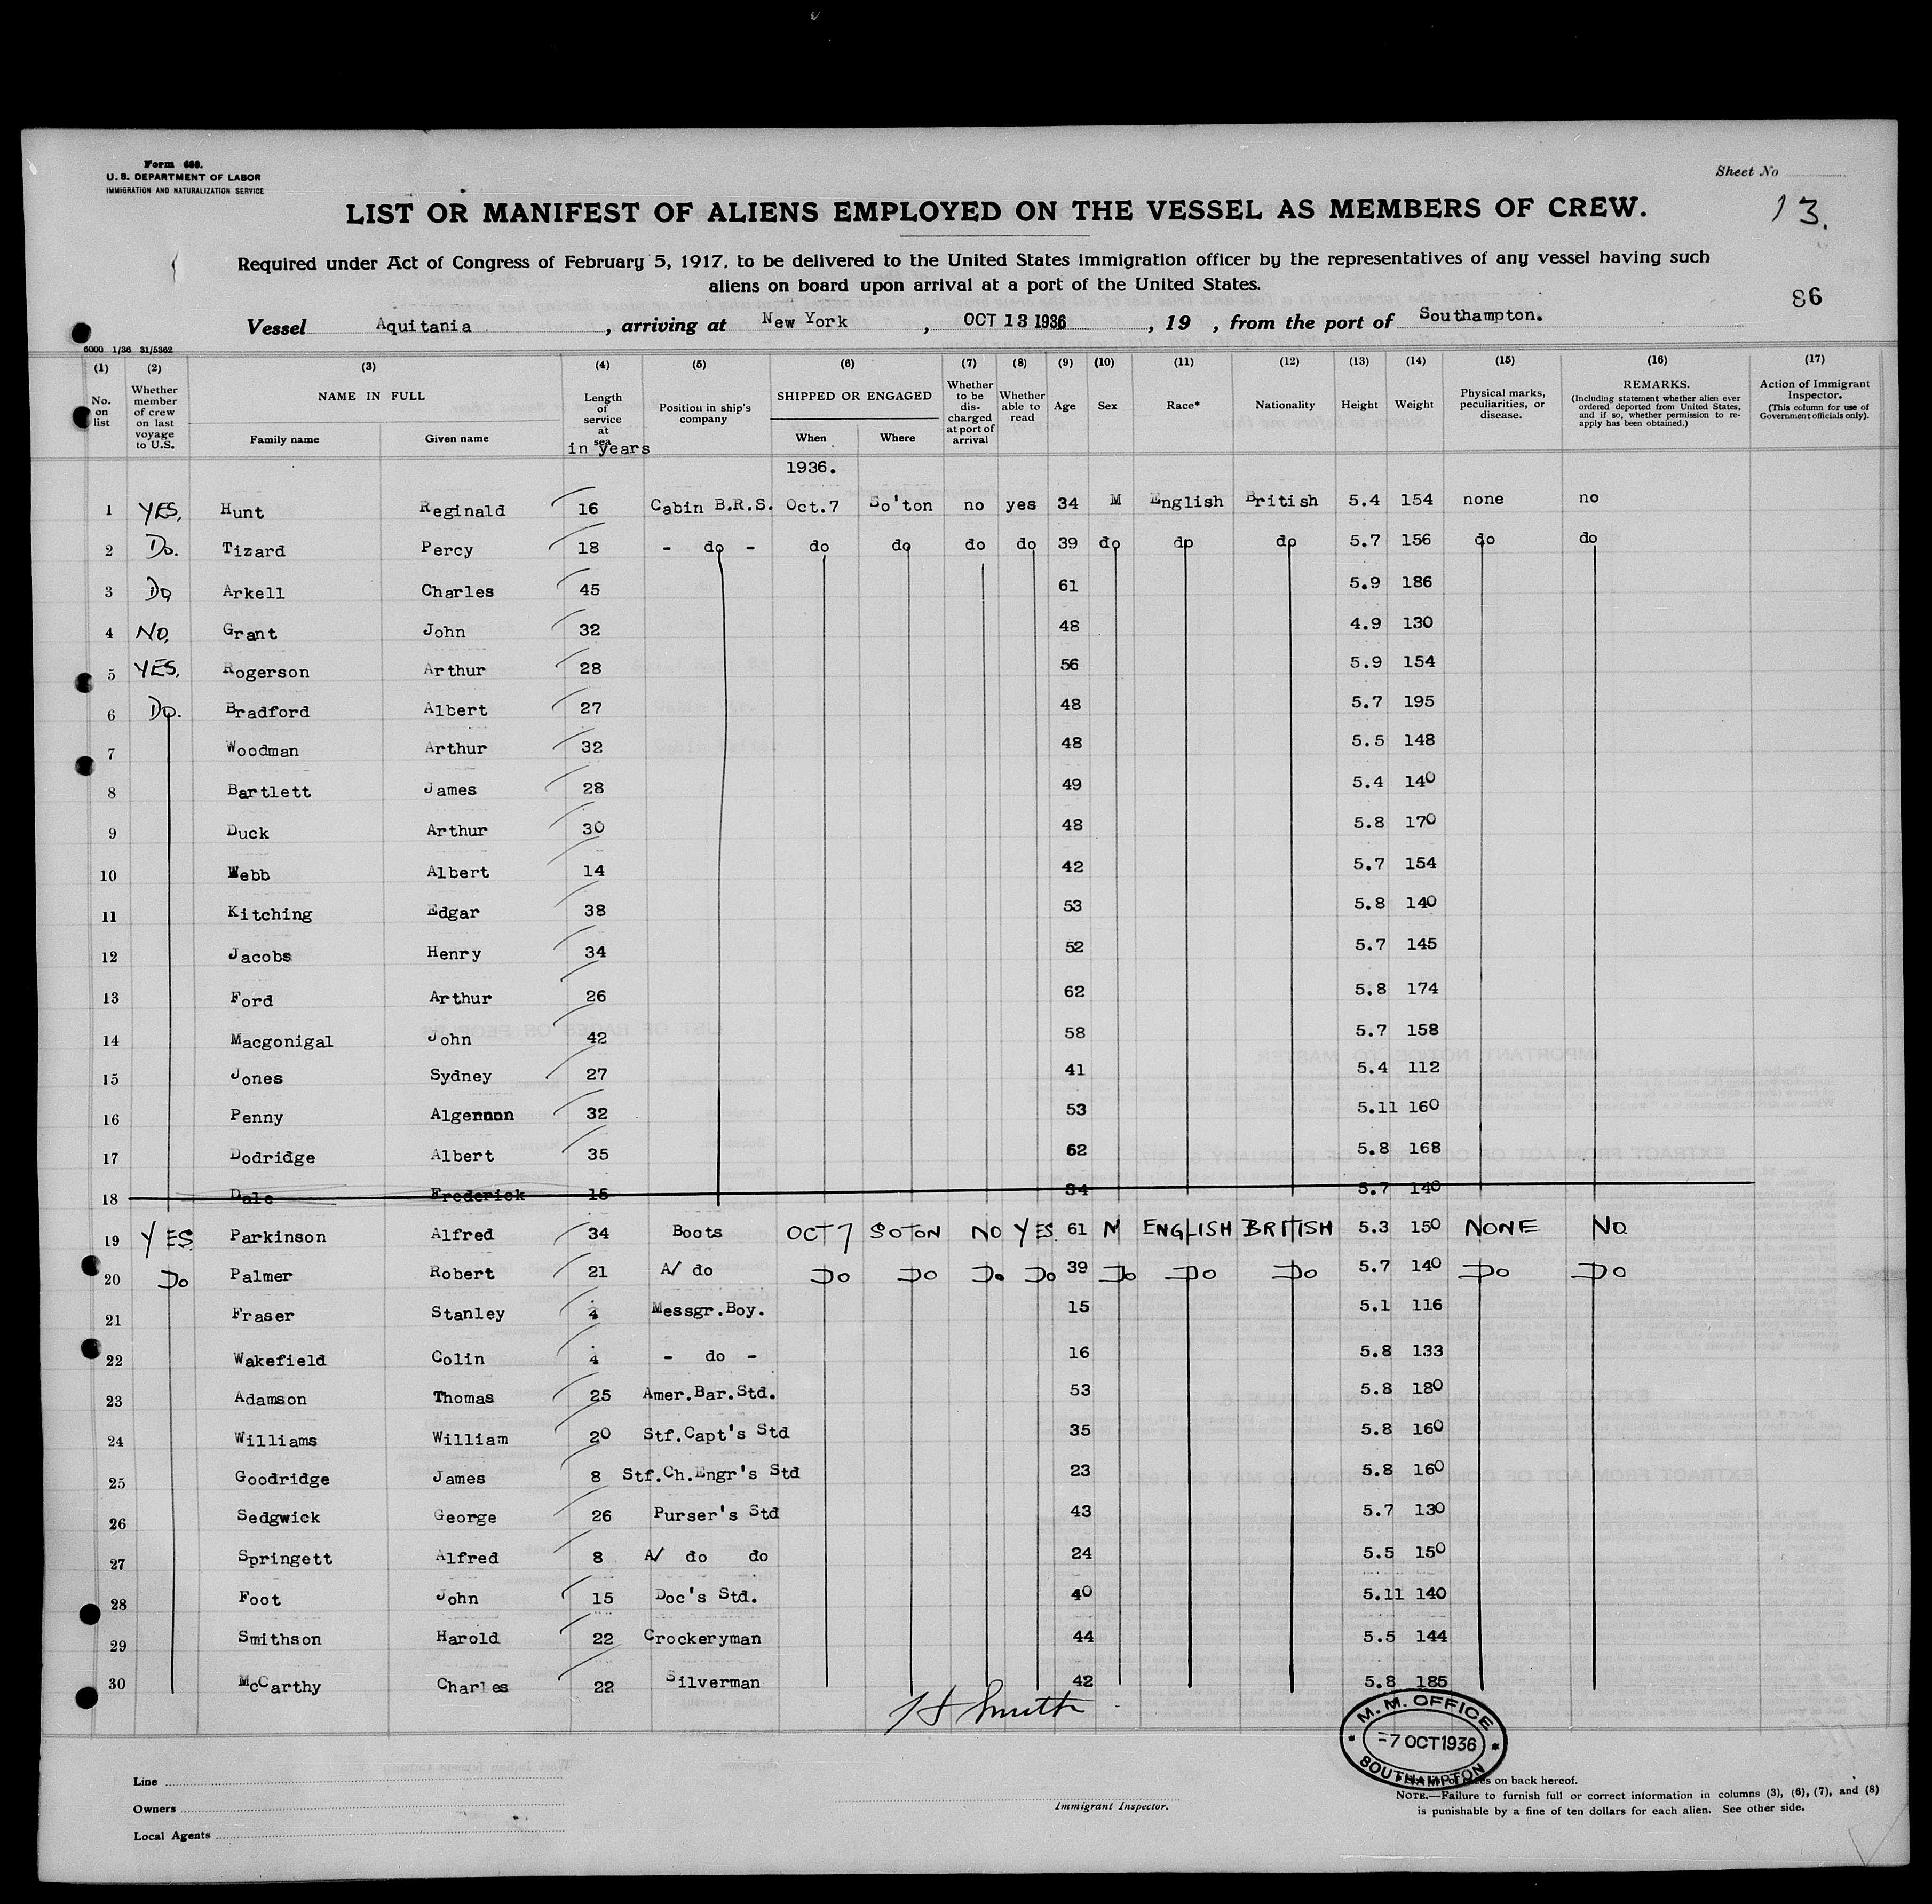 Form 680.
U. S. DEPARTMENT OF LABOR
IMMIGRATION AND NATURALIZATION SERVICE
Sheet No
13.
LIST OR MANIFEST OF ALIENS EMPLOYED ON THE VESSEL AS MEMBERS OF CREW.
Required under Act of Congress of February 5, 1917, to be delivered to the United States immigration officer by the representatives of any vessel having such
aliens on board upon arrival at a port of the United States.
86
Vessel Aquitania , arriving at New York , OCT 13 1936 , 19 , from the port of Southampton.
6000 1/36 31/5362
(1) (2) (3) (4) (5) (6) (7) (8) (9) (10) (11) (12) (13) (14) (15) (16) (17)
No. on list
Whether member of crew on last voyage to U.S.
NAME IN FULL
Family name Given name
Length of service at sea in years
Position in ship's company
SHIPPED OR ENGAGED
When Where
Whether to be discharged at port of arrival
Whether able to read
Age Sex Race* Nationality Height Weight
Physical marks, peculiarities, or disease.
REMARKS.
(Including statement whether alien ever ordered deported from United States, and if so, whether permission to reapply has been obtained.)
Action of Immigrant Inspector.
(This column for use of Government officials only).
1936.
1 YES, Hunt Reginald 16 Cabin B.R.S. Oct.7 So'ton no yes 34 M English British 5.4 154 none no
2 Do. Tizard Percy 18 - do - do do do do 39 do do do 5.7 156 do do
3 Do Arkell Charles 45 61 5.9 186
4 NO, Grant John 32 48 4.9 130
5 YES, Rogerson Arthur 28 56 5.9 154
6 Do. Bradford Albert 27 48 5.7 195
7 Woodman Arthur 32 48 5.5 148
8 Bartlett James 28 49 5.4 140
9 Duck Arthur 30 48 5.8 170
10 Webb Albert 14 42 5.7 154
11 Kitching Edgar 38 53 5.8 140
12 Jacobs Henry 34 52 5.7 145
13 Ford Arthur 26 62 5.8 174
14 Macgonigal John 42 58 5.7 158
15 Jones Sydney 27 41 5.4 112
16 Penny Algennon 32 53 5.11 160
17 Dodridge Albert 35 62 5.8 168
18 Dale Frederick 15 34 5.7 140
19 YES Parkinson Alfred 34 Boots OCT 7 SOTON NO YES 61 M ENGLISH BRITISH 5.3 150 NONE NO.
20 Do Palmer Robert 21 A/ do Do Do Do Do 39 Do Do Do 5.7 140 Do Do
21 Fraser Stanley 4 Messgr.Boy. 15 5.1 116
22 Wakefield Colin 4 - do - 16 5.8 133
23 Adamson Thomas 25 Amer.Bar.Std. 53 5.8 180
24 Williams William 20 Stf.Capt's Std 35 5.8 160
25 Goodridge James 8 Stf.Ch.Engr's Std 23 5.8 160
26 Sedgwick George 26 Purser's Std 43 5.7 130
27 Springett Alfred 8 A/ do do 24 5.5 150
28 Foot John 15 Doc's Std. 40 5.11 140
29 Smithson Harold 22 Crockeryman 44 5.5 144
30 McCarthy Charles 22 Silverman 42 5.8 185
H Smith
M. M. OFFICE
-7 OCT 1936
SOUTHAMPTON
Line
Owners
Local Agents
Immigrant Inspector.
on back hereof.
NOTE.—Failure to furnish full or correct information in columns (3), (6), (7), and (8)
is punishable by a fine of ten dollars for each alien. See other side.